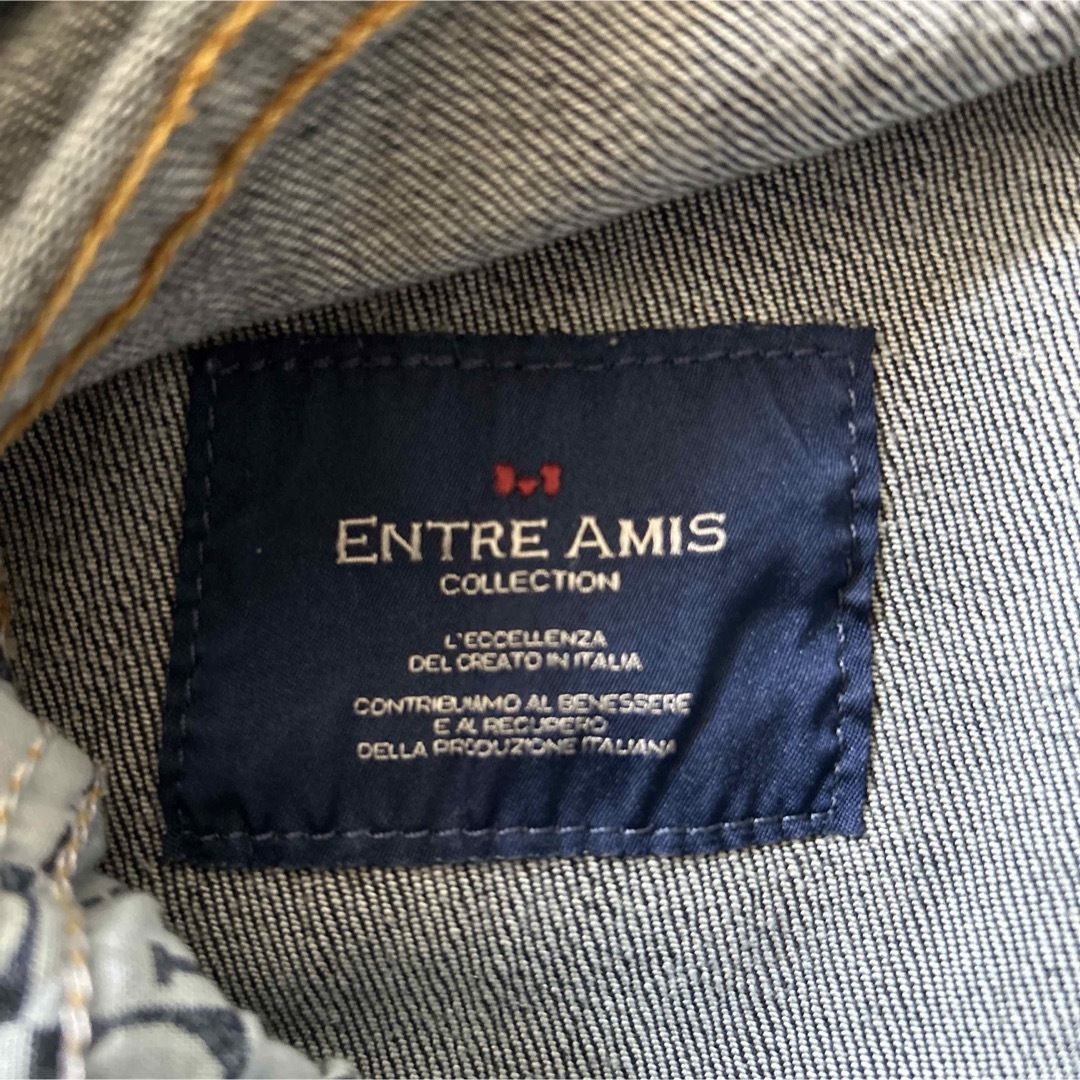 ENTRE AMIS
COLLECTION
L'ECCELLENZA
DEL CREATO IN ITALIA
CONTRIBUIAMO AL BENESSERE
E AL RECUPERO
DELLA PRODUZIONE ITALIANA